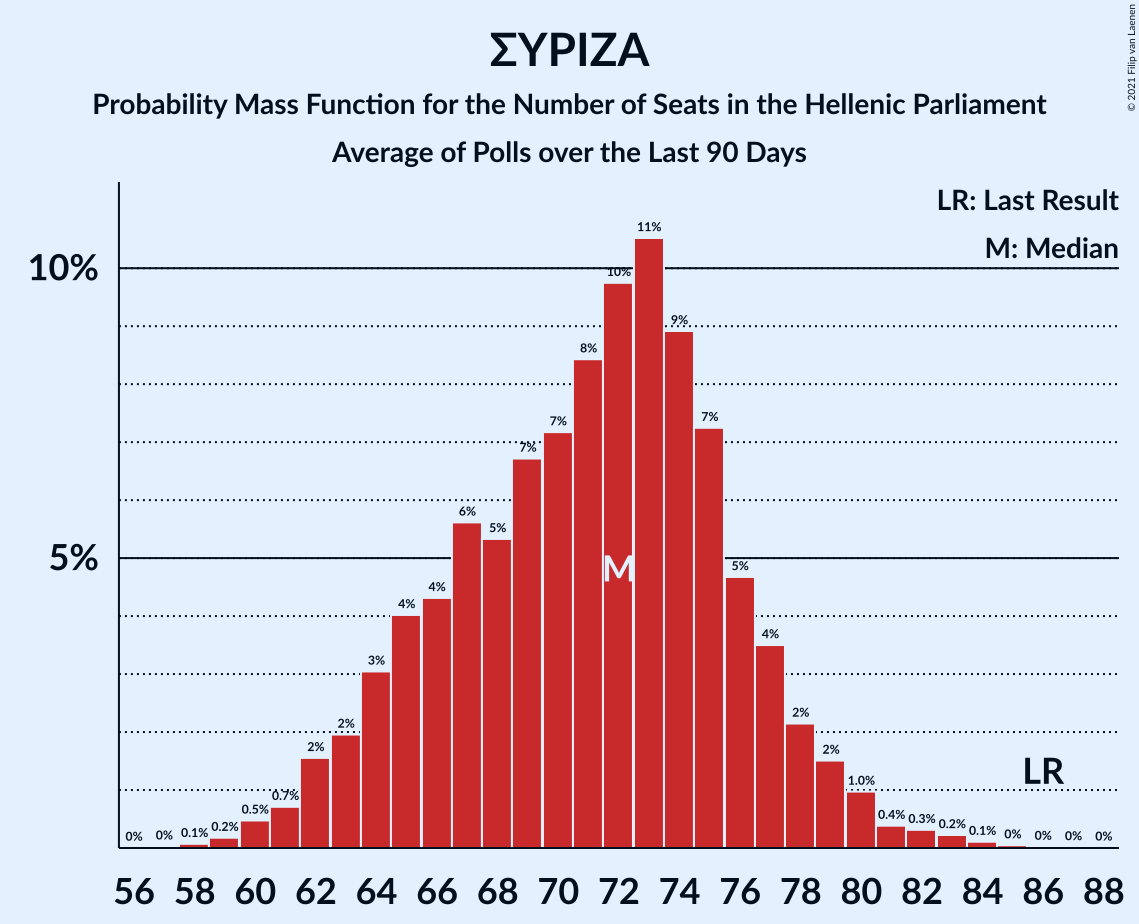 ΣΥΡΙΖΑ
Probability Mass Function for the Number of Seats in the Hellenic Parliament
Average of Polls over the Last 90 Days
© 2021 Filip van Laenen
LR: Last Result
M: Median
10%
5%
0% 0% 0.1% 0.2% 0.5% 0.7% 2% 2% 3% 4% 4% 6% 5% 7% 7% 8% 10% 11% 9% 7% 5% 4% 2% 2% 1.0% 0.4% 0.3% 0.2% 0.1% 0% 0% 0% 0%
M
LR
56 58 60 62 64 66 68 70 72 74 76 78 80 82 84 86 88